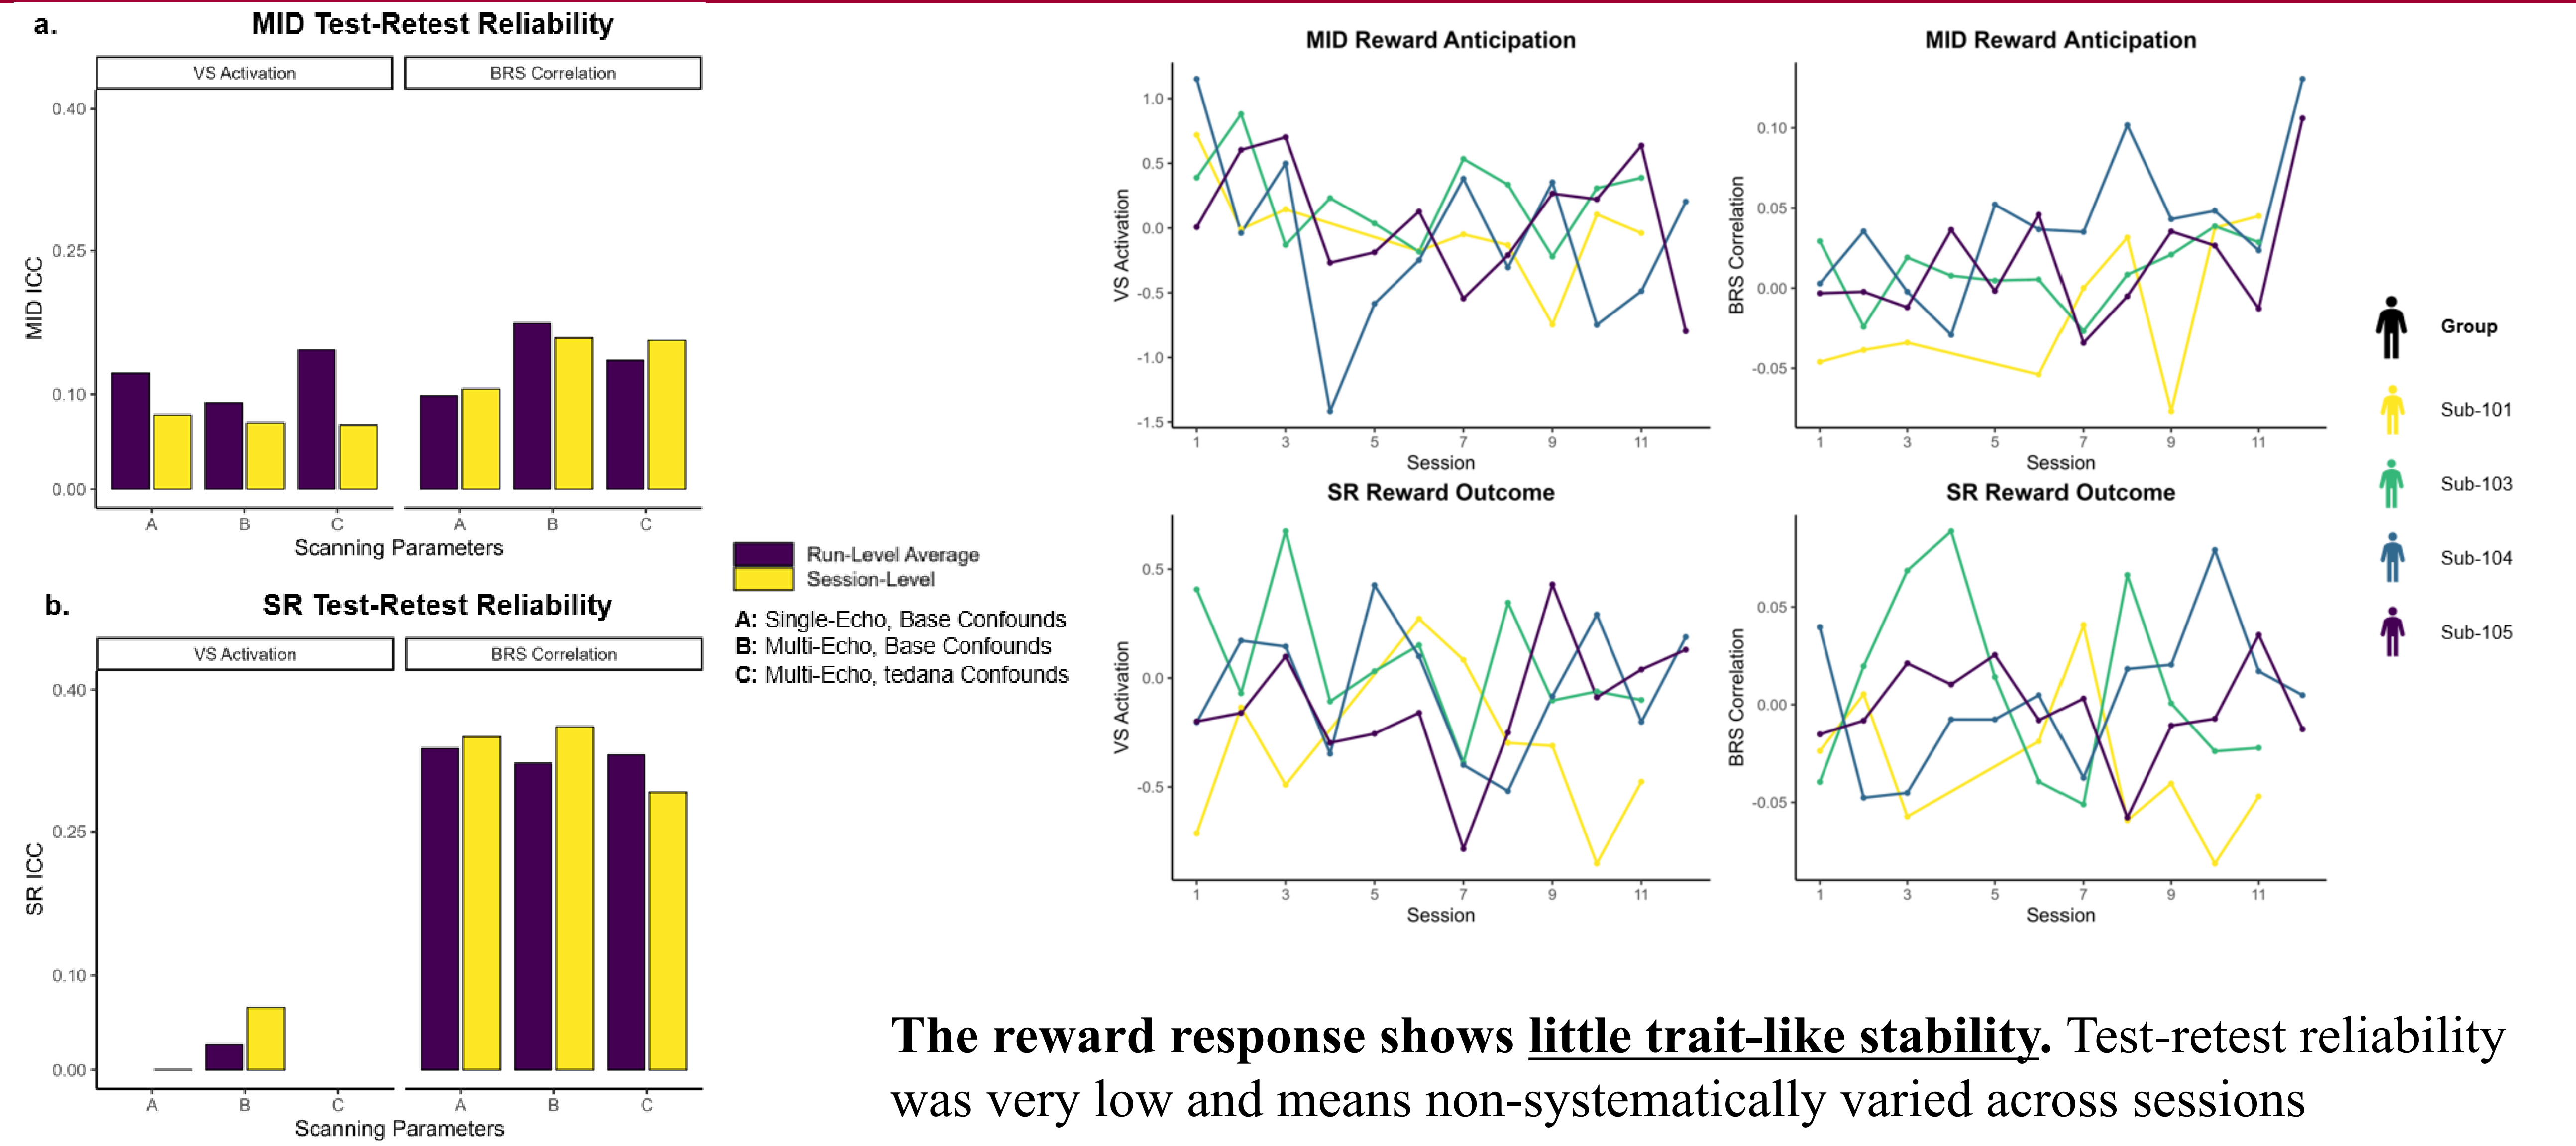 a.
MID Test-Retest Reliability
VS Activation
BRS Correlation
0.40
0.25
0.10
0.00
MID ICC
A
B
C
A
B
C
Scanning Parameters
b.
SR Test-Retest Reliability
VS Activation
BRS Correlation
0.40
0.25
0.10
0.00
SR ICC
A
B
C
A
B
C
Scanning Parameters
Run-Level Average
Session-Level
A: Single-Echo, Base Confounds
B: Multi-Echo, Base Confounds
C: Multi-Echo, tedana Confounds
MID Reward Anticipation
1.0
0.5
0.0
-0.5
-1.0
-1.5
VS Activation
1
3
5
7
9
11
Session
MID Reward Anticipation
0.10
0.05
0.00
-0.05
BRS Correlation
1
3
5
7
9
11
Session
SR Reward Outcome
0.5
0.0
-0.5
VS Activation
1
3
5
7
9
11
Session
SR Reward Outcome
0.05
0.00
-0.05
BRS Correlation
1
3
5
7
9
11
Session
Group
Sub-101
Sub-103
Sub-104
Sub-105
The reward response shows little trait-like stability. Test-retest reliability
was very low and means non-systematically varied across sessions